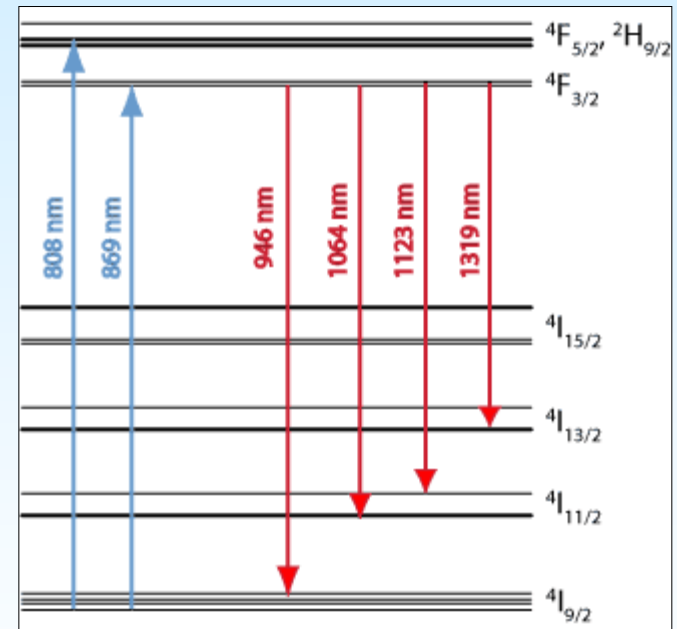 ⁴F₅/₂, ²H₉/₂
⁴F₃/₂
808 nm
869 nm
946 nm
1064 nm
1123 nm
1319 nm
⁴I₁₅/₂
⁴I₁₃/₂
⁴I₁₁/₂
⁴I₉/₂